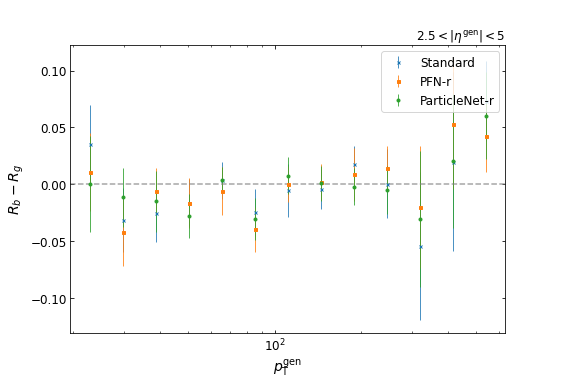 2.5 < |η^gen| < 5
Standard
PFN-r
ParticleNet-r
0.10
0.05
0.00
−0.05
−0.10
R_b − R_g
10^2
p_T^gen